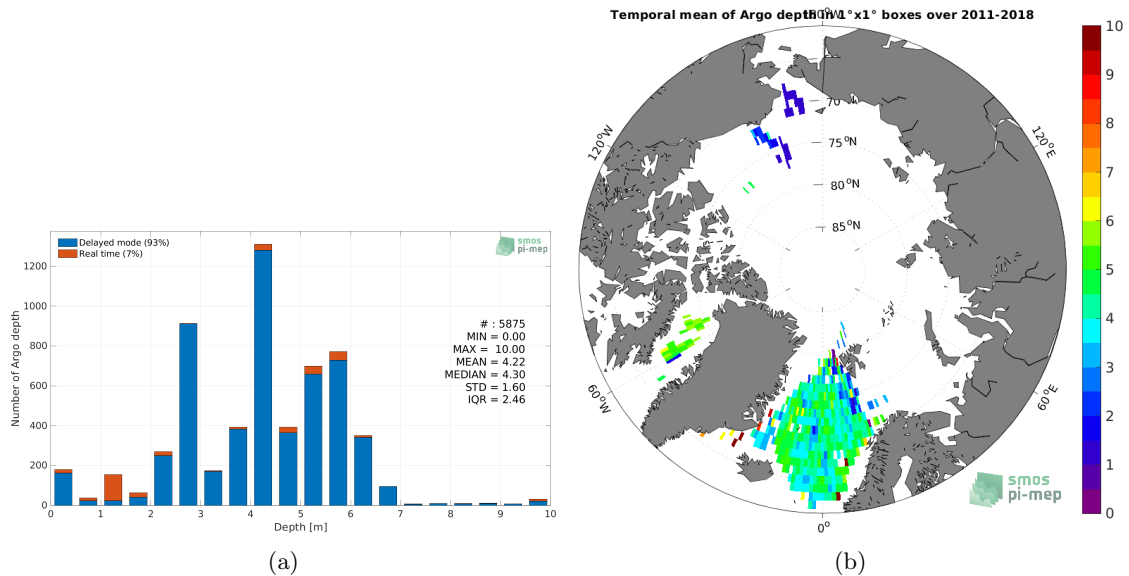 Delayed mode (93%)
Real time (7%)
smos
pi-mep
1200
1000
800
600
400
200
0
Number of Argo depth
# : 5875
MIN = 0.00
MAX = 10.00
MEAN = 4.22
MEDIAN = 4.30
STD = 1.60
IQR = 2.46
0 1 2 3 4 5 6 7 8 9 10
Depth [m]
(a)
Temporal mean of Argo depth in 1°x1° boxes over 2011-2018
120°W
120°E
75°N
80°N
85°N
60°W
60°E
0°
smos
pi-mep
10
9
8
7
6
5
4
3
2
1
0
(b)